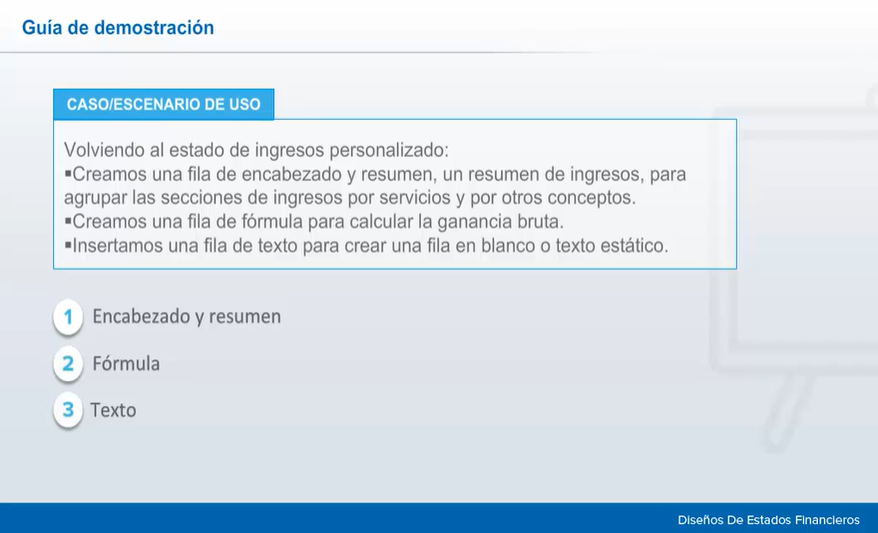 Guía de demostración
CASO/ESCENARIO DE USO
Volviendo al estado de ingresos personalizado:
▪Creamos una fila de encabezado y resumen, un resumen de ingresos, para
agrupar las secciones de ingresos por servicios y por otros conceptos.
▪Creamos una fila de fórmula para calcular la ganancia bruta.
▪Insertamos una fila de texto para crear una fila en blanco o texto estático.
1 Encabezado y resumen
2 Fórmula
3 Texto
Diseños De Estados Financieros